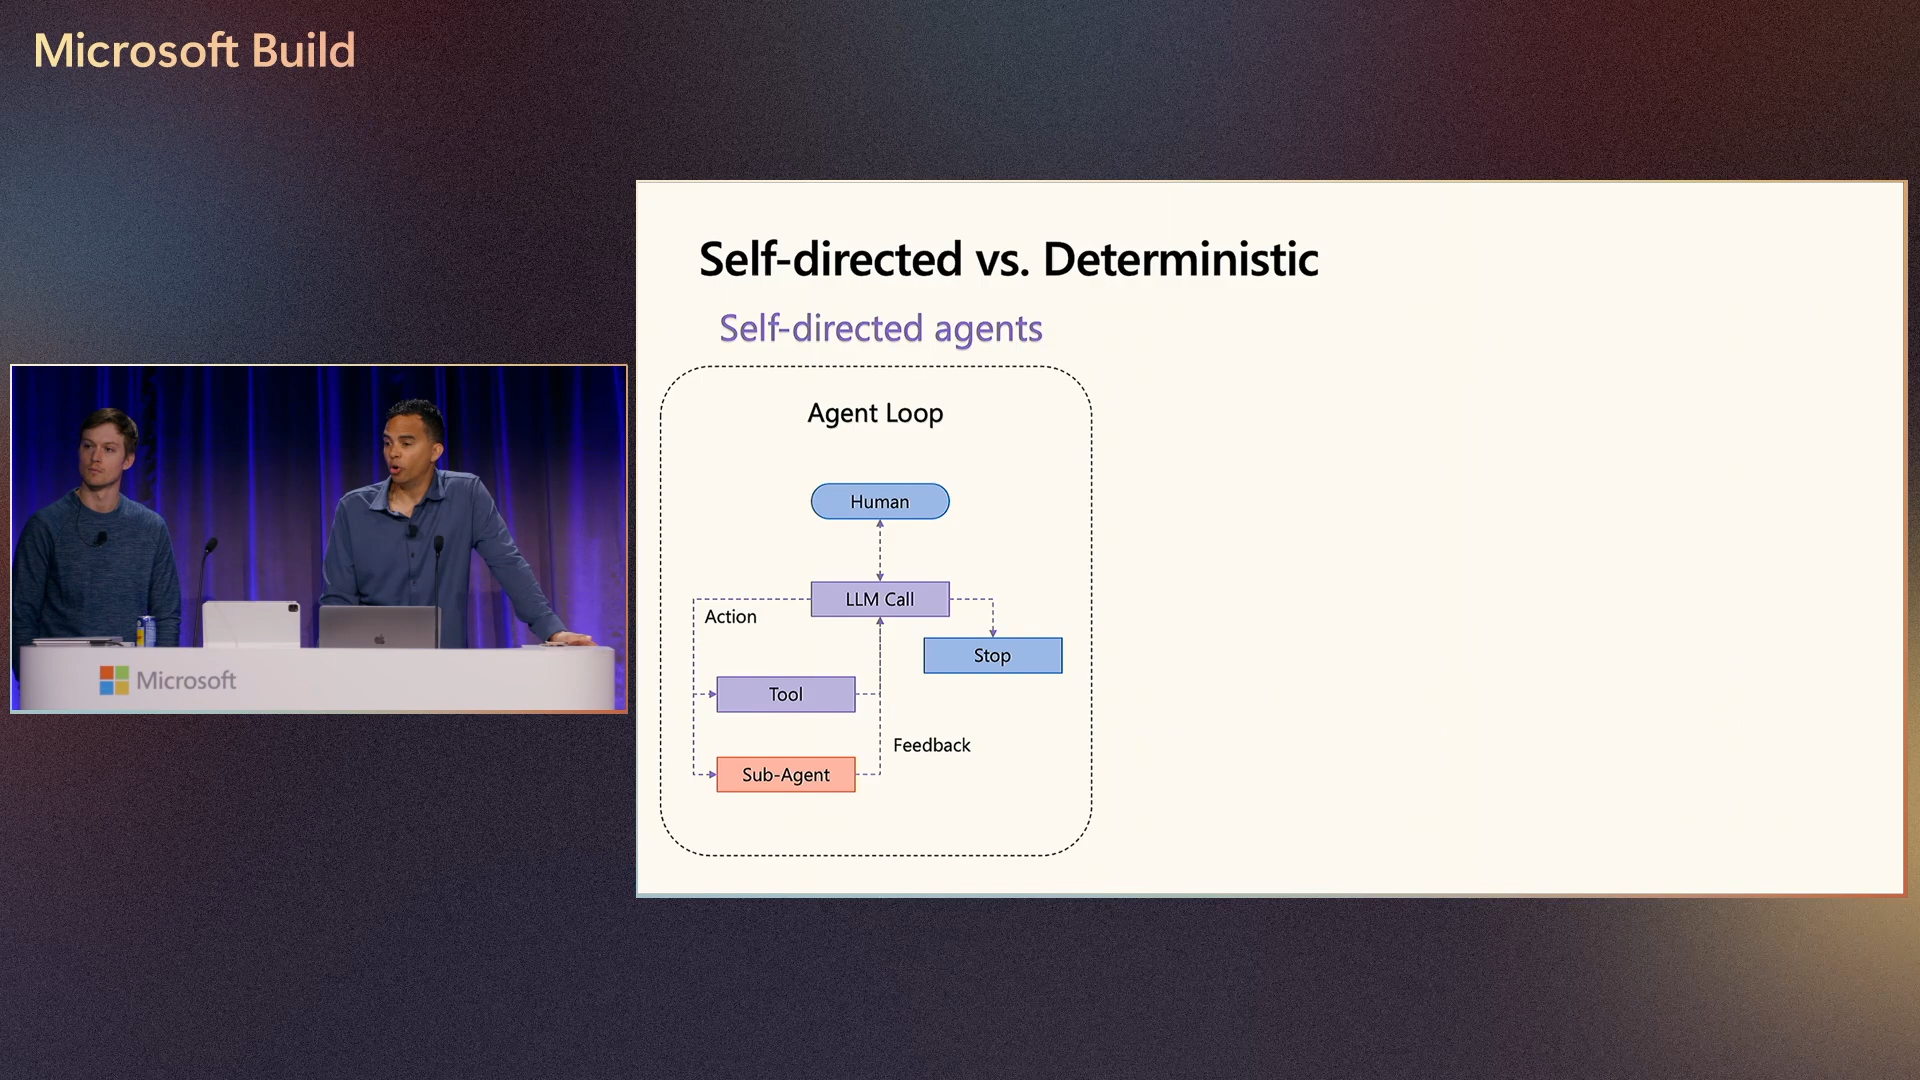 Microsoft Build
Self-directed vs. Deterministic
Self-directed agents
Agent Loop
Human
LLM Call
Action
Stop
Tool
Feedback
Sub-Agent
Microsoft